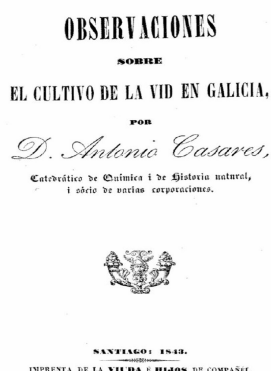 OBSERVACIONES
SOBRE
EL CULTIVO DE LA VID EN GALICIA,
POR
D. Antonio Casares,
Catedrático de Química i de Historia natural,
i sócio de varias corporaciones.
SANTIAGO: 1843.
IMPRENTA DE LA VIUDA É HIJOS DE COMPAÑEL